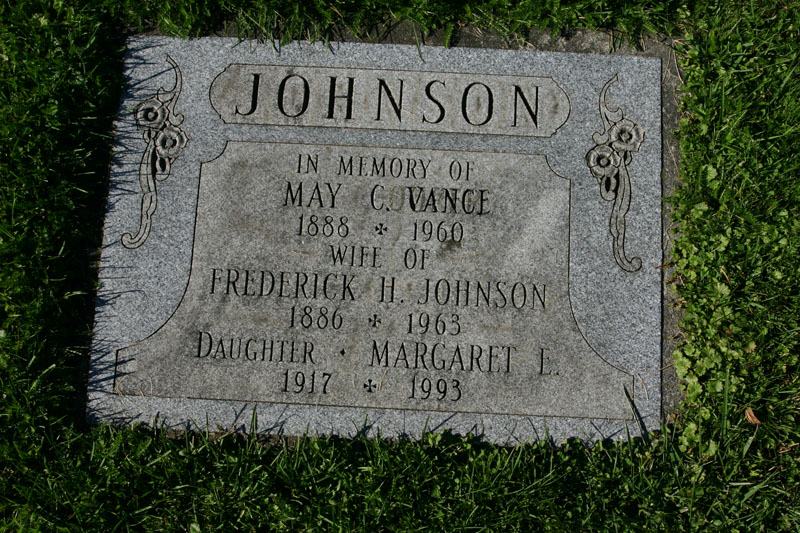 JOHNSON
IN MEMORY OF
MAY C. VANCE
1888 + 1960
WIFE OF
FREDERICK H. JOHNSON
1886 + 1963
DAUGHTER · MARGARET E.
1917 + 1993